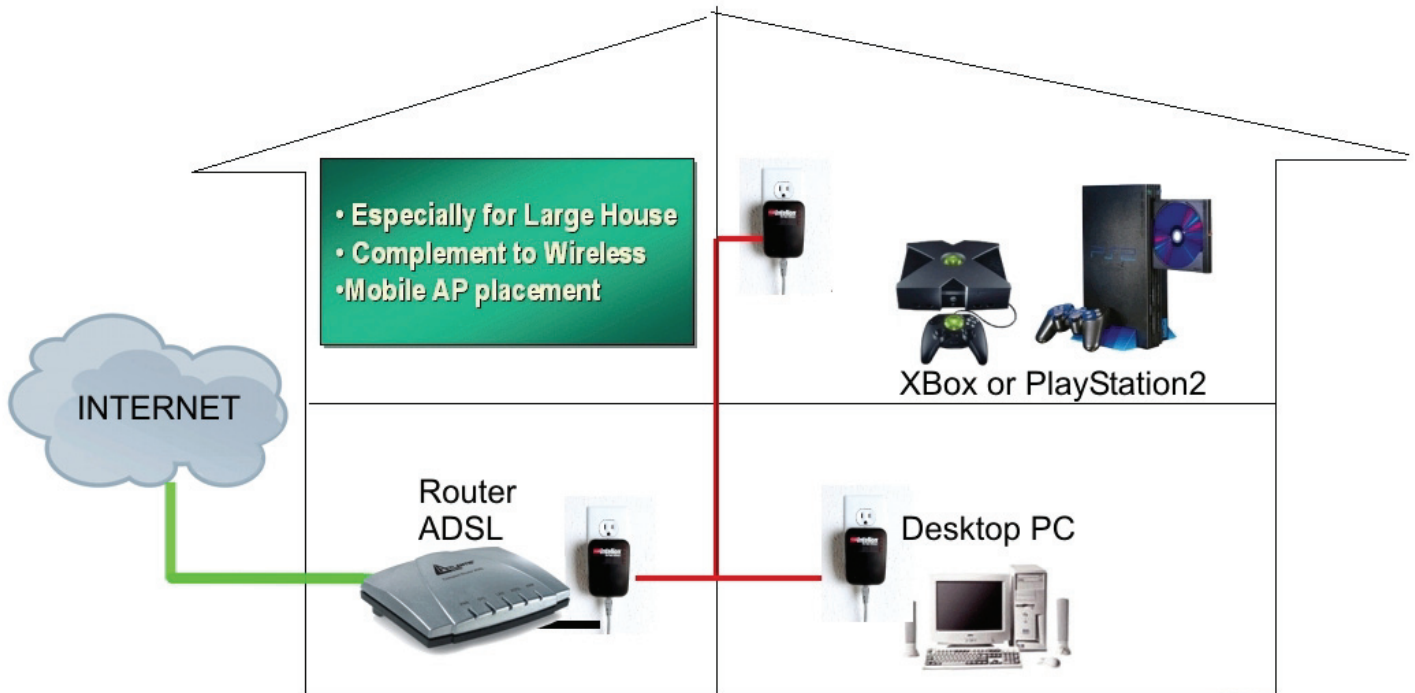 • Especially for Large House
• Complement to Wireless
•Mobile AP placement
INTERNET
XBox or PlayStation2
Router
ADSL
Desktop PC